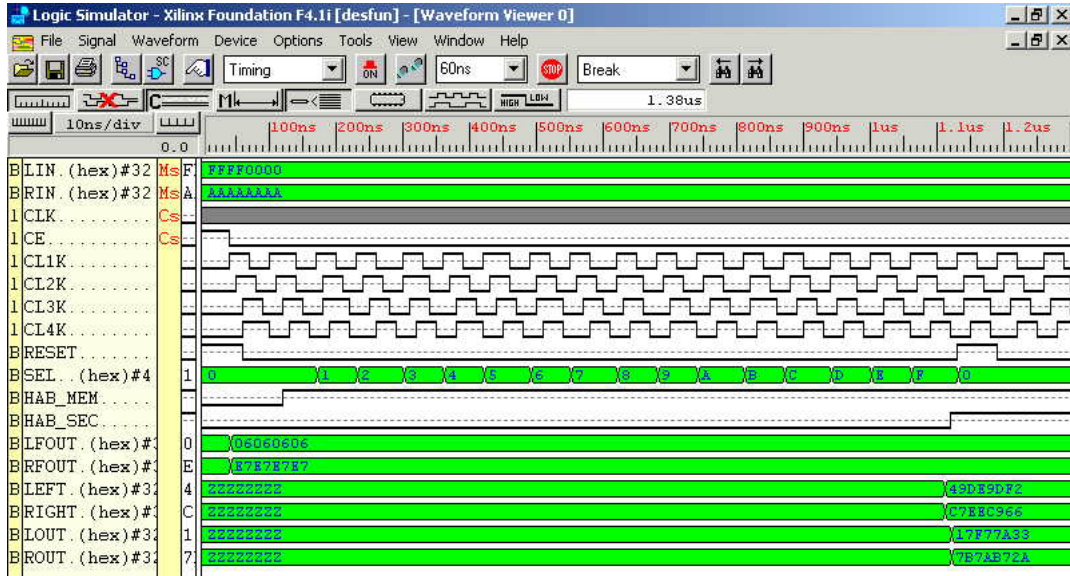 Logic Simulator - Xilinx Foundation F4.1i [desfun] - [Waveform Viewer 0]
File Signal Waveform Device Options Tools View Window Help
SC Timing ON 60ns STOP Break
HIGH LOW 1.38us
10ns/div 100ns 200ns 300ns 400ns 500ns 600ns 700ns 800ns 900ns 1us 1.1us 1.2us
0.0
B LIN.(hex)#32 Ms F FFFF0000
B RIN.(hex)#32 Ms A AAAAAAAA
1 CLK......... Cs
1 CE.......... Cs
1 CL1K........
1 CL2K........
1 CL3K........
1 CL4K........
B RESET.......
B SEL..(hex)#4 1 0 1 2 3 4 5 6 7 8 9 A B C D E F 0
B HAB_MEM.....
B HAB_SEC.....
B LFOUT.(hex)# 0 06060606
B RFOUT.(hex)# E E7E7E7E7
B LEFT.(hex)#32 4 ZZZZZZZZ 49DE9DF2
B RIGHT.(hex)# C ZZZZZZZZ C7EEC966
B LOUT.(hex)#32 1 ZZZZZZZZ 17F77A33
B ROUT.(hex)#32 7 ZZZZZZZZ 7B7AB72A